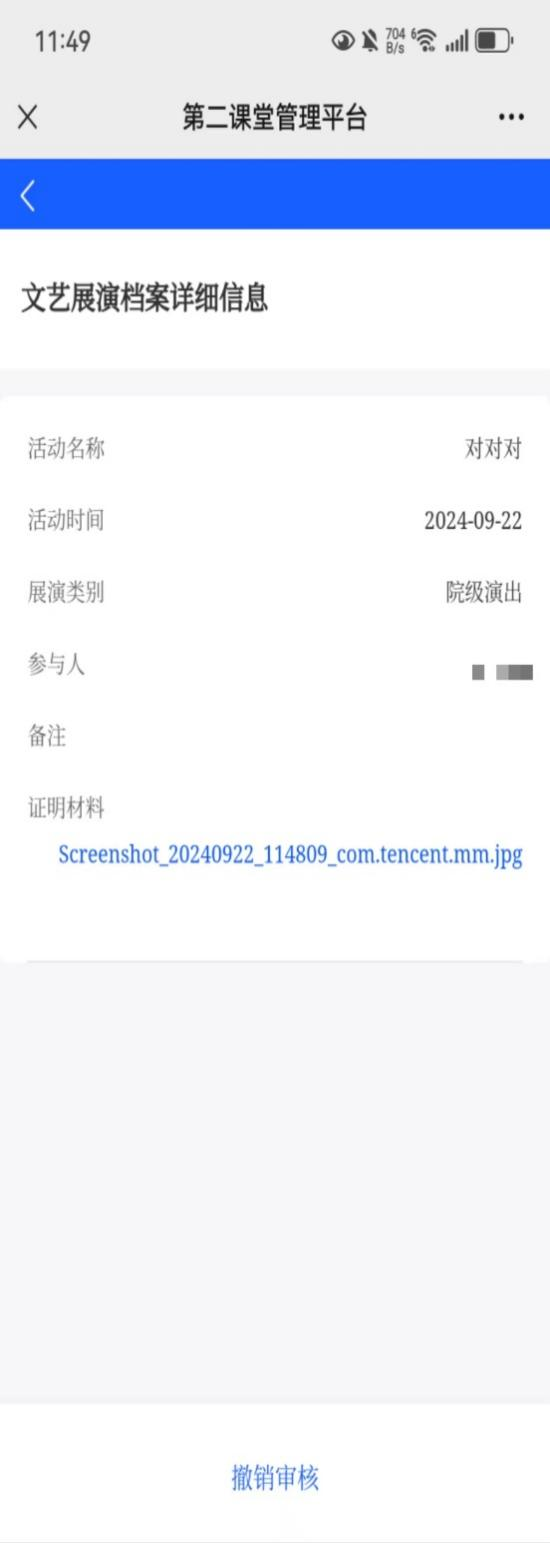 11:49
704 B/s
6
第二课堂管理平台
文艺展演档案详细信息
活动名称 对对对
活动时间 2024-09-22
展演类别 院级演出
参与人
备注
证明材料
Screenshot_20240922_114809_com.tencent.mm.jpg
撤销审核